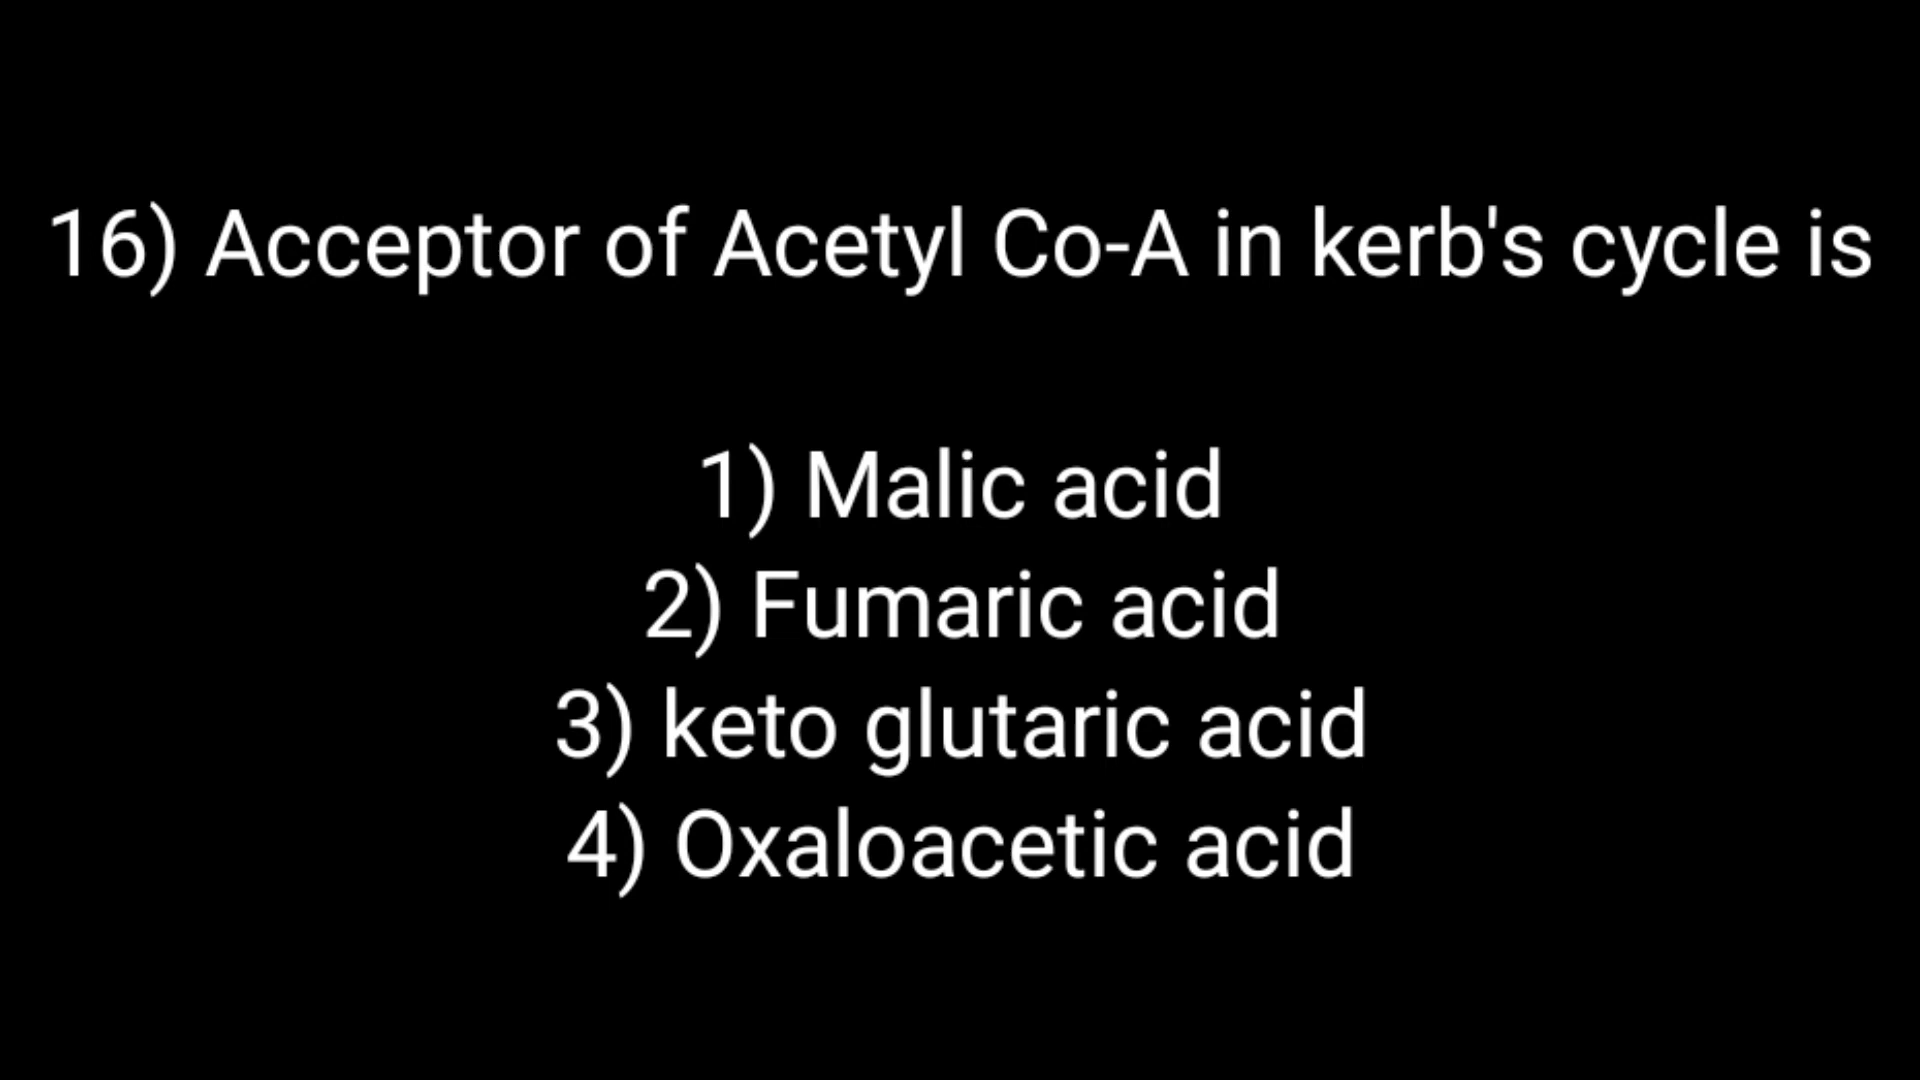 16) Acceptor of Acetyl Co-A in kerb's cycle is
1) Malic acid
2) Fumaric acid
3) keto glutaric acid
4) Oxaloacetic acid